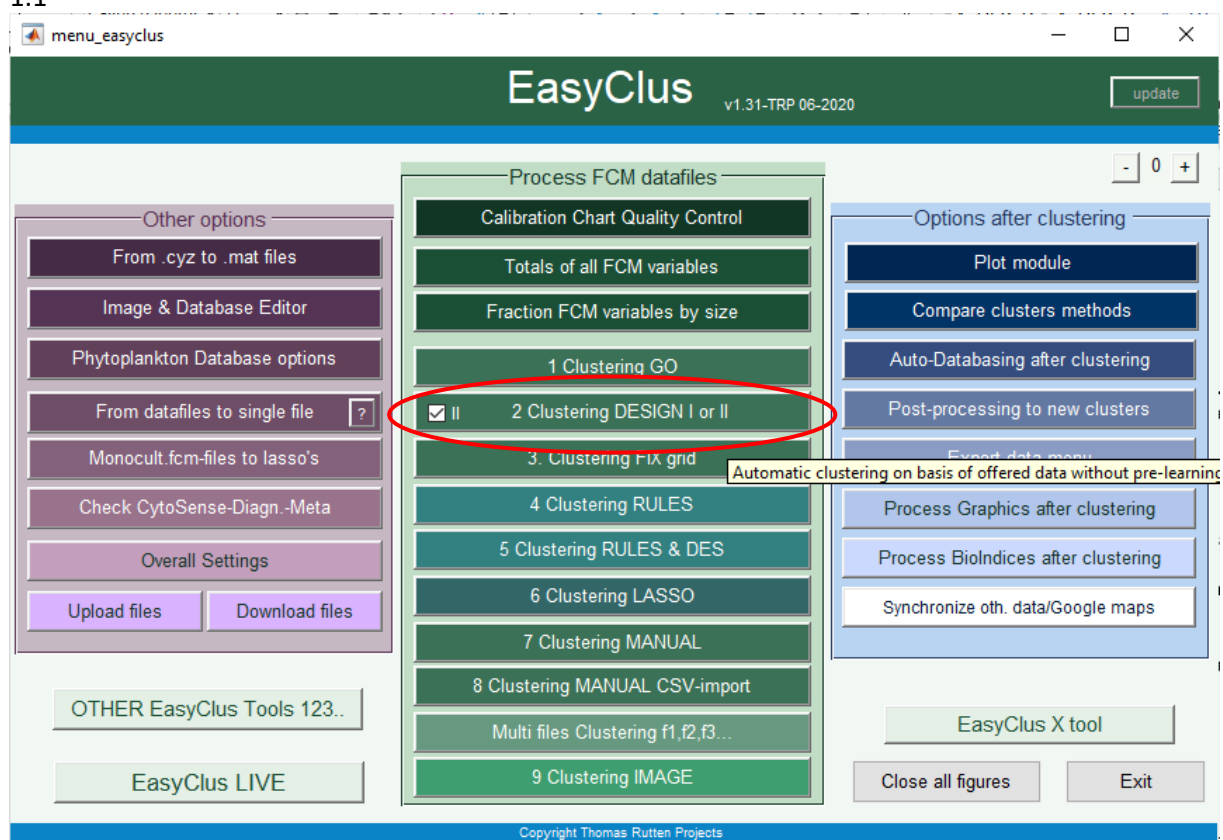 1.1
menu_easyclus
EasyClus v1.31-TRP 06-2020
update
- 0 +
Other options
From .cyz to .mat files
Image & Database Editor
Phytoplankton Database options
From datafiles to single file ?
Monocult.fcm-files to lasso's
Check CytoSense-Diagn.-Meta
Overall Settings
Upload files Download files
OTHER EasyClus Tools 123..
EasyClus LIVE
Process FCM datafiles
Calibration Chart Quality Control
Totals of all FCM variables
Fraction FCM variables by size
1 Clustering GO
II 2 Clustering DESIGN I or II
3. Clustering FIX grid
Automatic clustering on basis of offered data without pre-learning
4 Clustering RULES
5 Clustering RULES & DES
6 Clustering LASSO
7 Clustering MANUAL
8 Clustering MANUAL CSV-import
Multi files Clustering f1,f2,f3...
9 Clustering IMAGE
Options after clustering
Plot module
Compare clusters methods
Auto-Databasing after clustering
Post-processing to new clusters
Export data menu
Process Graphics after clustering
Process BioIndices after clustering
Synchronize oth. data/Google maps
EasyClus X tool
Close all figures Exit
Copyright Thomas Rutten Projects